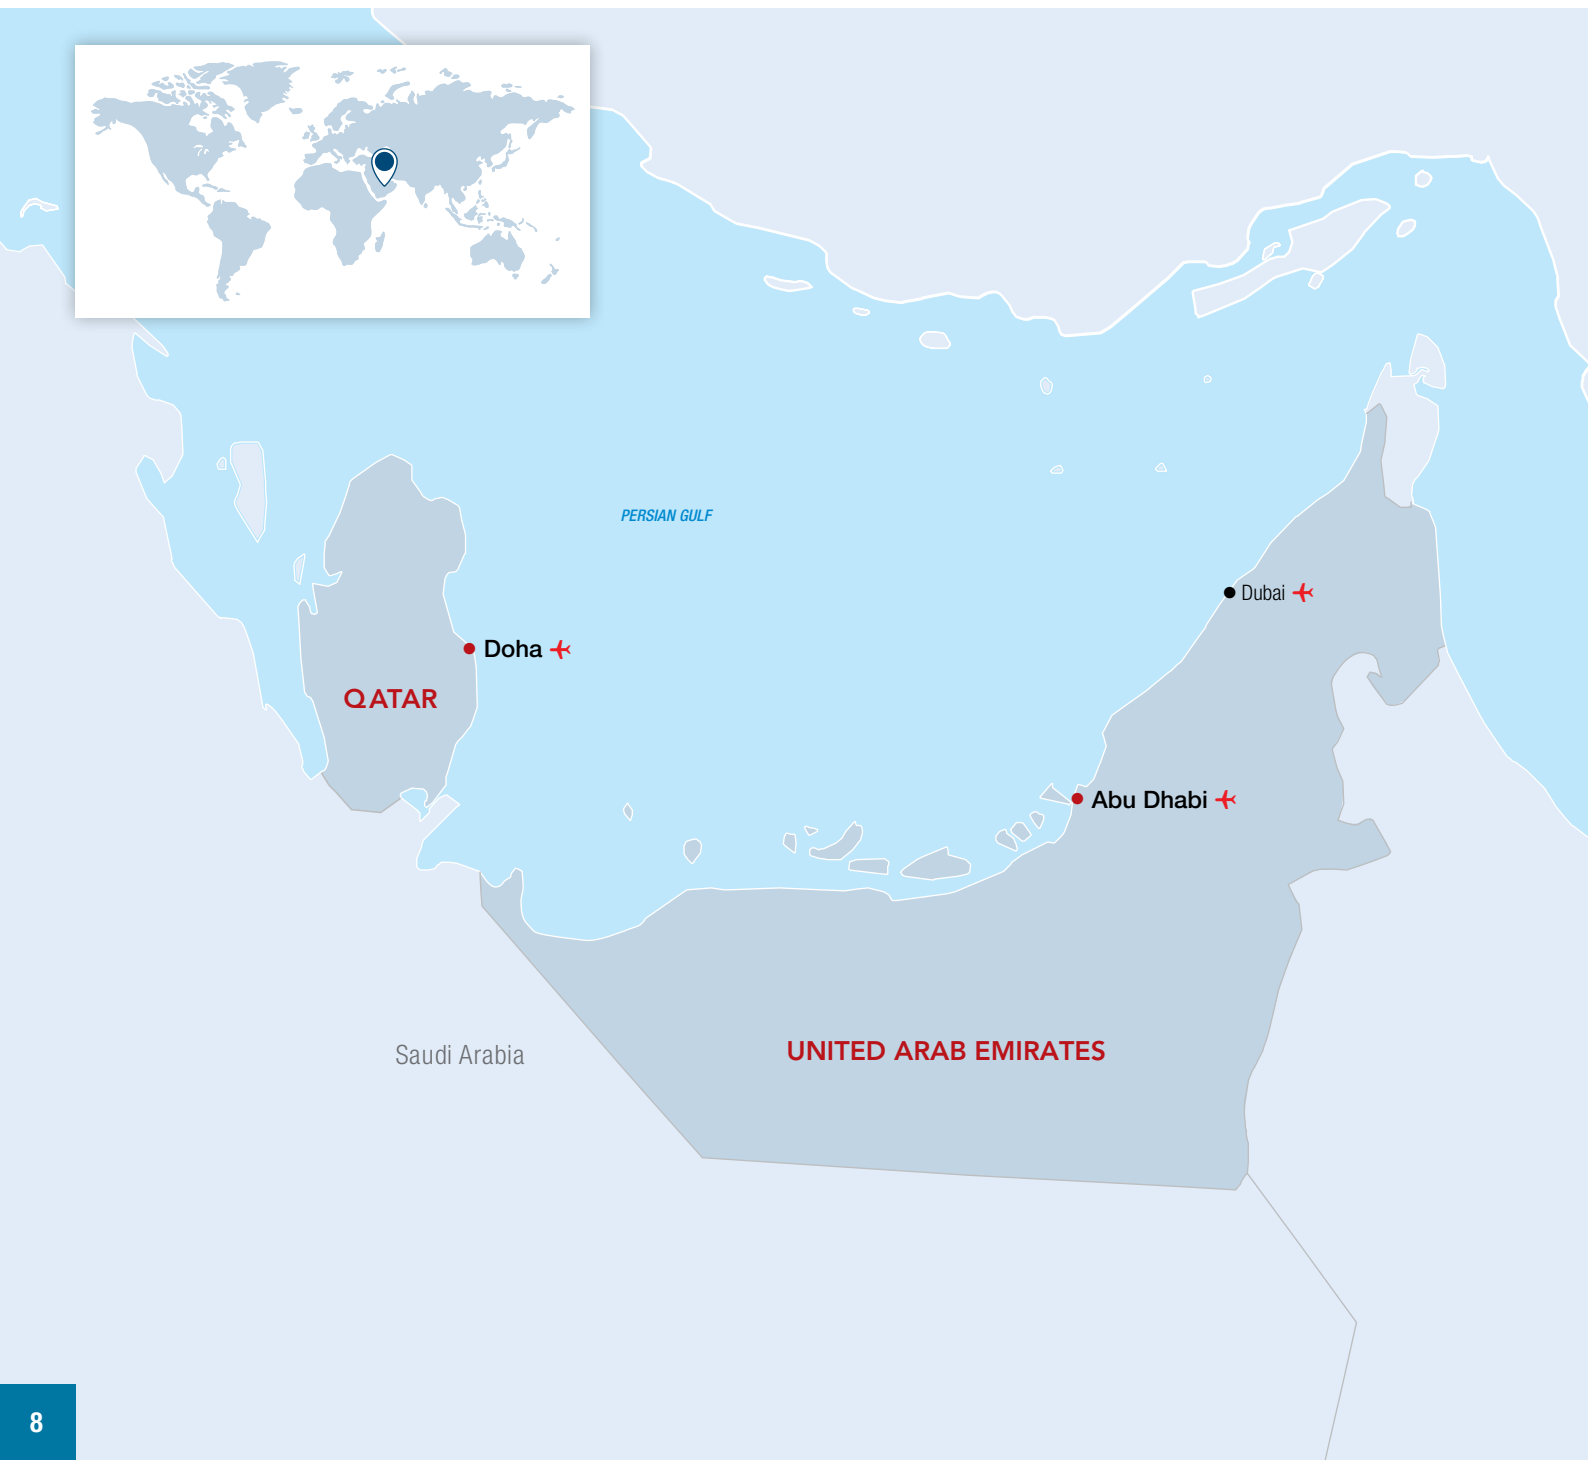 PERSIAN GULF
Dubai
Doha
QATAR
Abu Dhabi
Saudi Arabia
UNITED ARAB EMIRATES
8